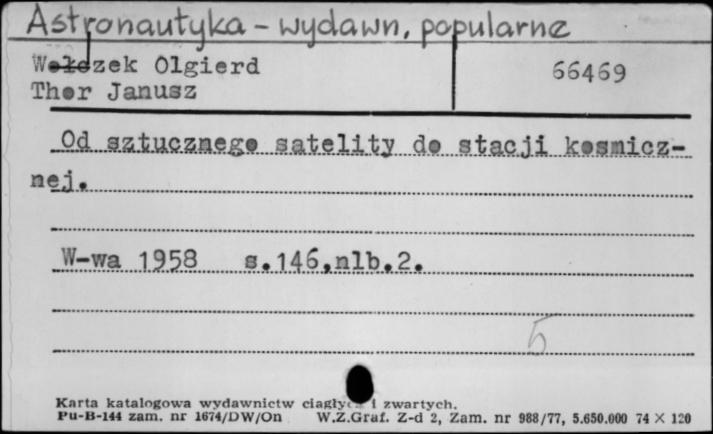 Astronautyka - wydawn. popularne
Wołczek Olgierd 66469
Thor Janusz
Od sztucznego satelity do stacji kosmicz-
nej.
W-wa 1958 s.146,nlb.2.
5
Karta katalogowa wydawnictw ciągłych i zwartych.
Pu-B-144 zam. nr 1674/DW/On W.Z.Graf. Z-d 2, Zam. nr 988/77, 5.650.000 74 X 120